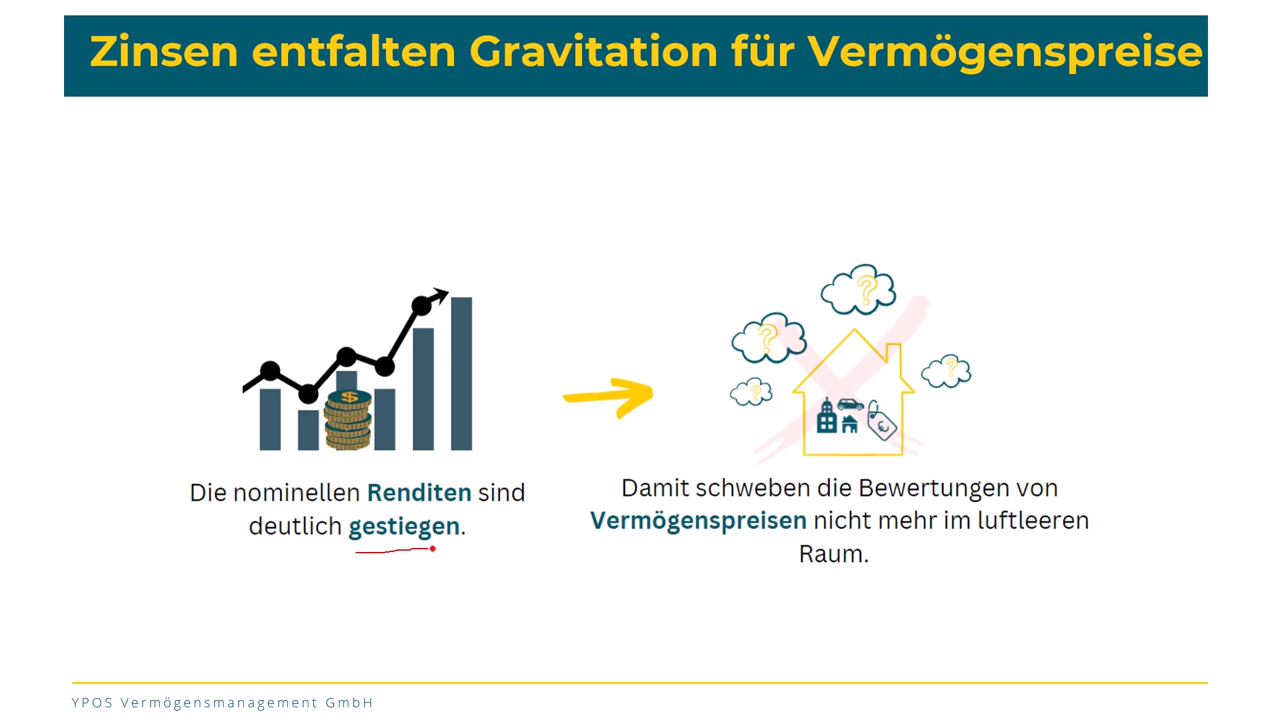 Zinsen entfalten Gravitation für Vermögenspreise
$
? ? ? ?
€
Die nominellen Renditen sind
deutlich gestiegen.
Damit schweben die Bewertungen von
Vermögenspreisen nicht mehr im luftleeren
Raum.
YPOS Vermögensmanagement GmbH